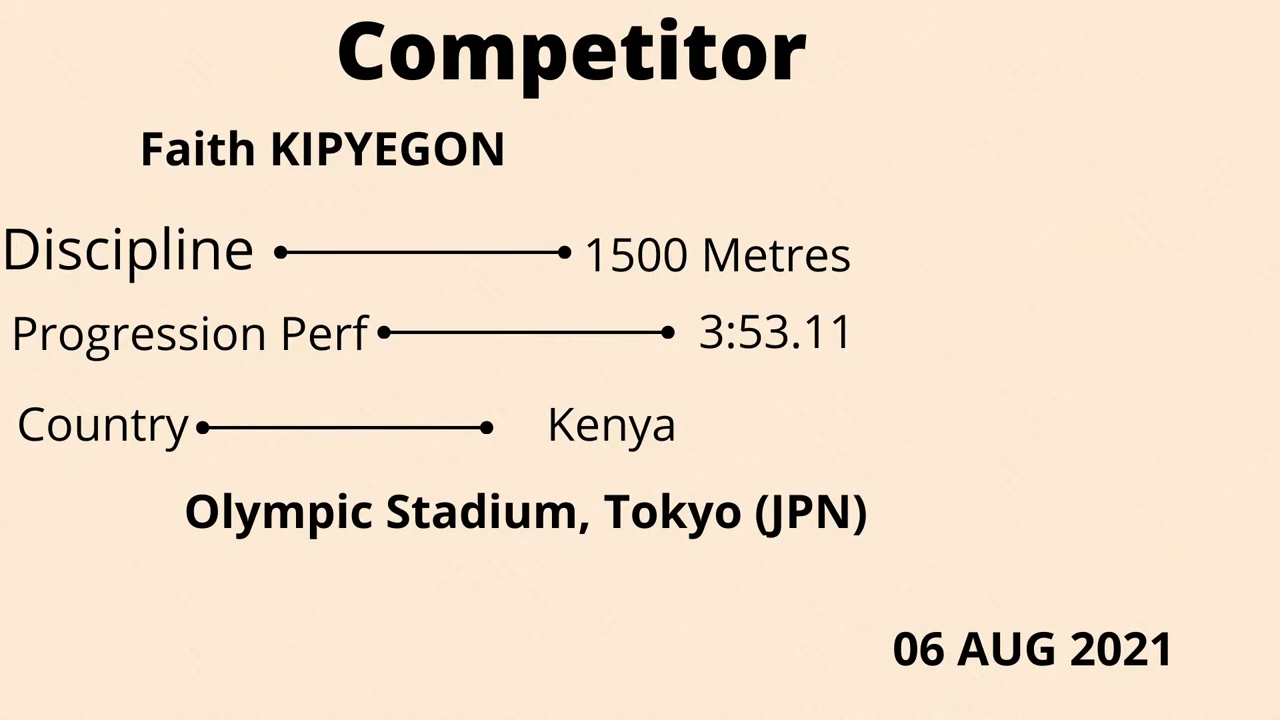 Competitor
Faith KIPYEGON
Discipline 1500 Metres
Progression Perf 3:53.11
Country Kenya
Olympic Stadium, Tokyo (JPN)
06 AUG 2021